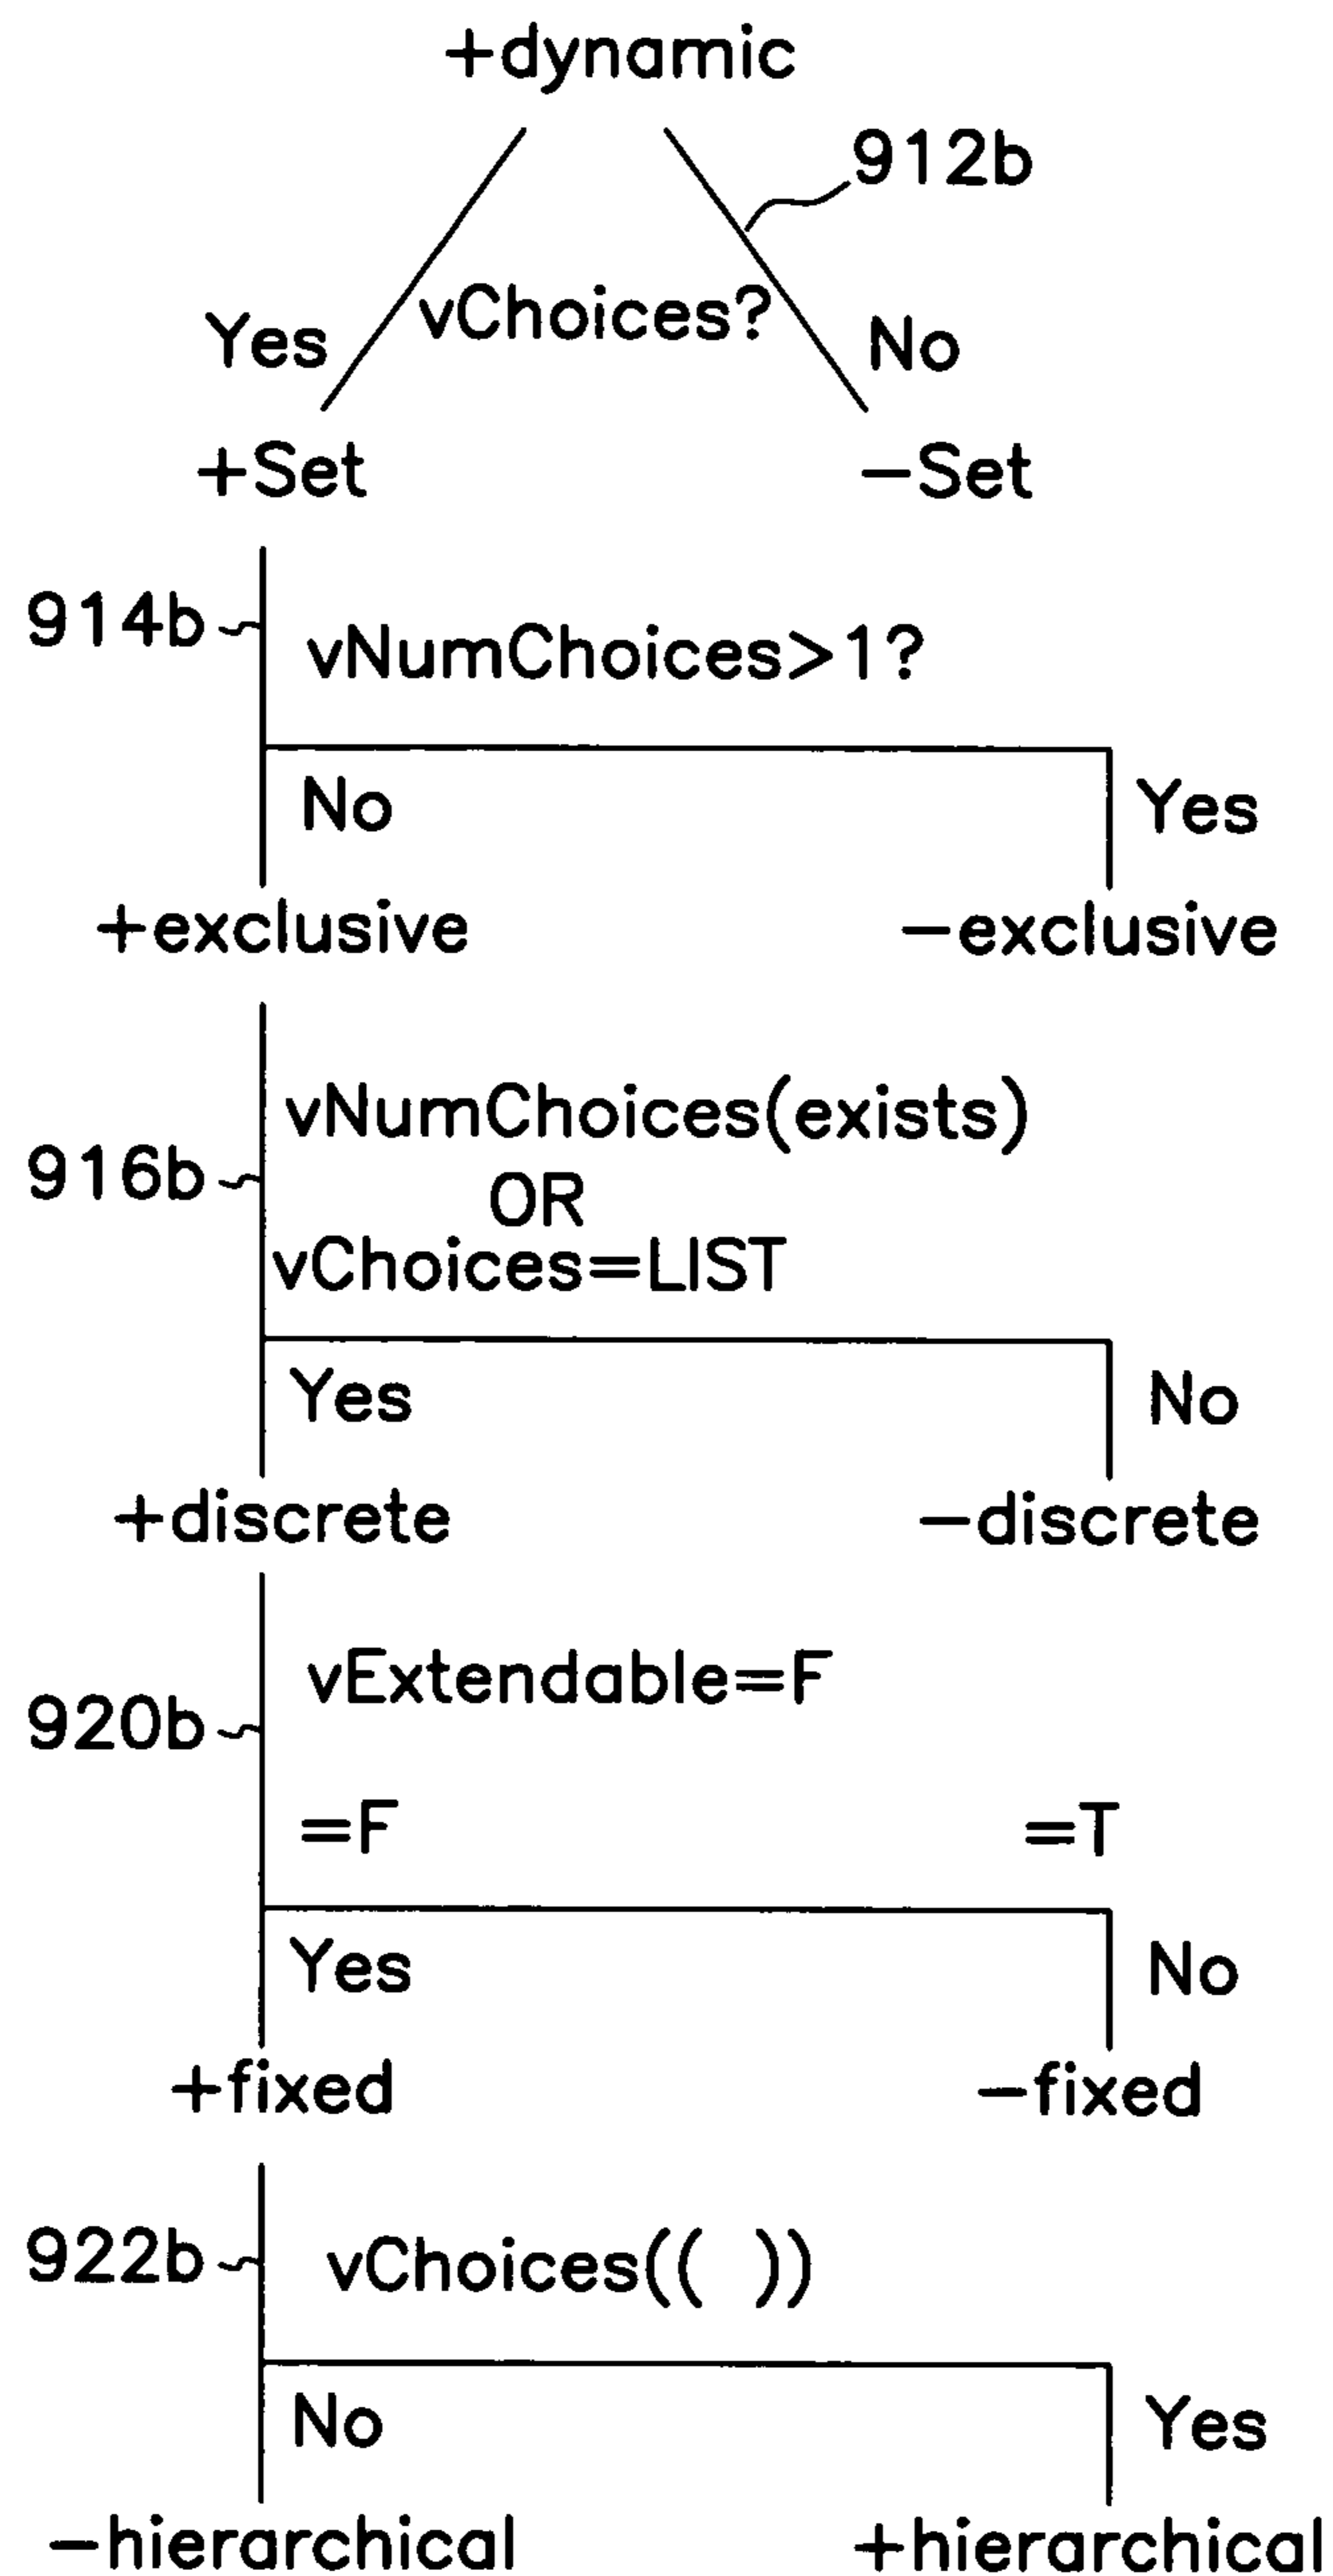 +dynamic
912b
vChoices?
Yes
No
+Set
−Set
914b
vNumChoices>1?
No
Yes
+exclusive
−exclusive
vNumChoices(exists)
916b
OR
vChoices=LIST
Yes
No
+discrete
−discrete
vExtendable=F
920b
=F
=T
Yes
No
+fixed
−fixed
922b
vChoices(( ))
No
Yes
−hierarchical
+hierarchical